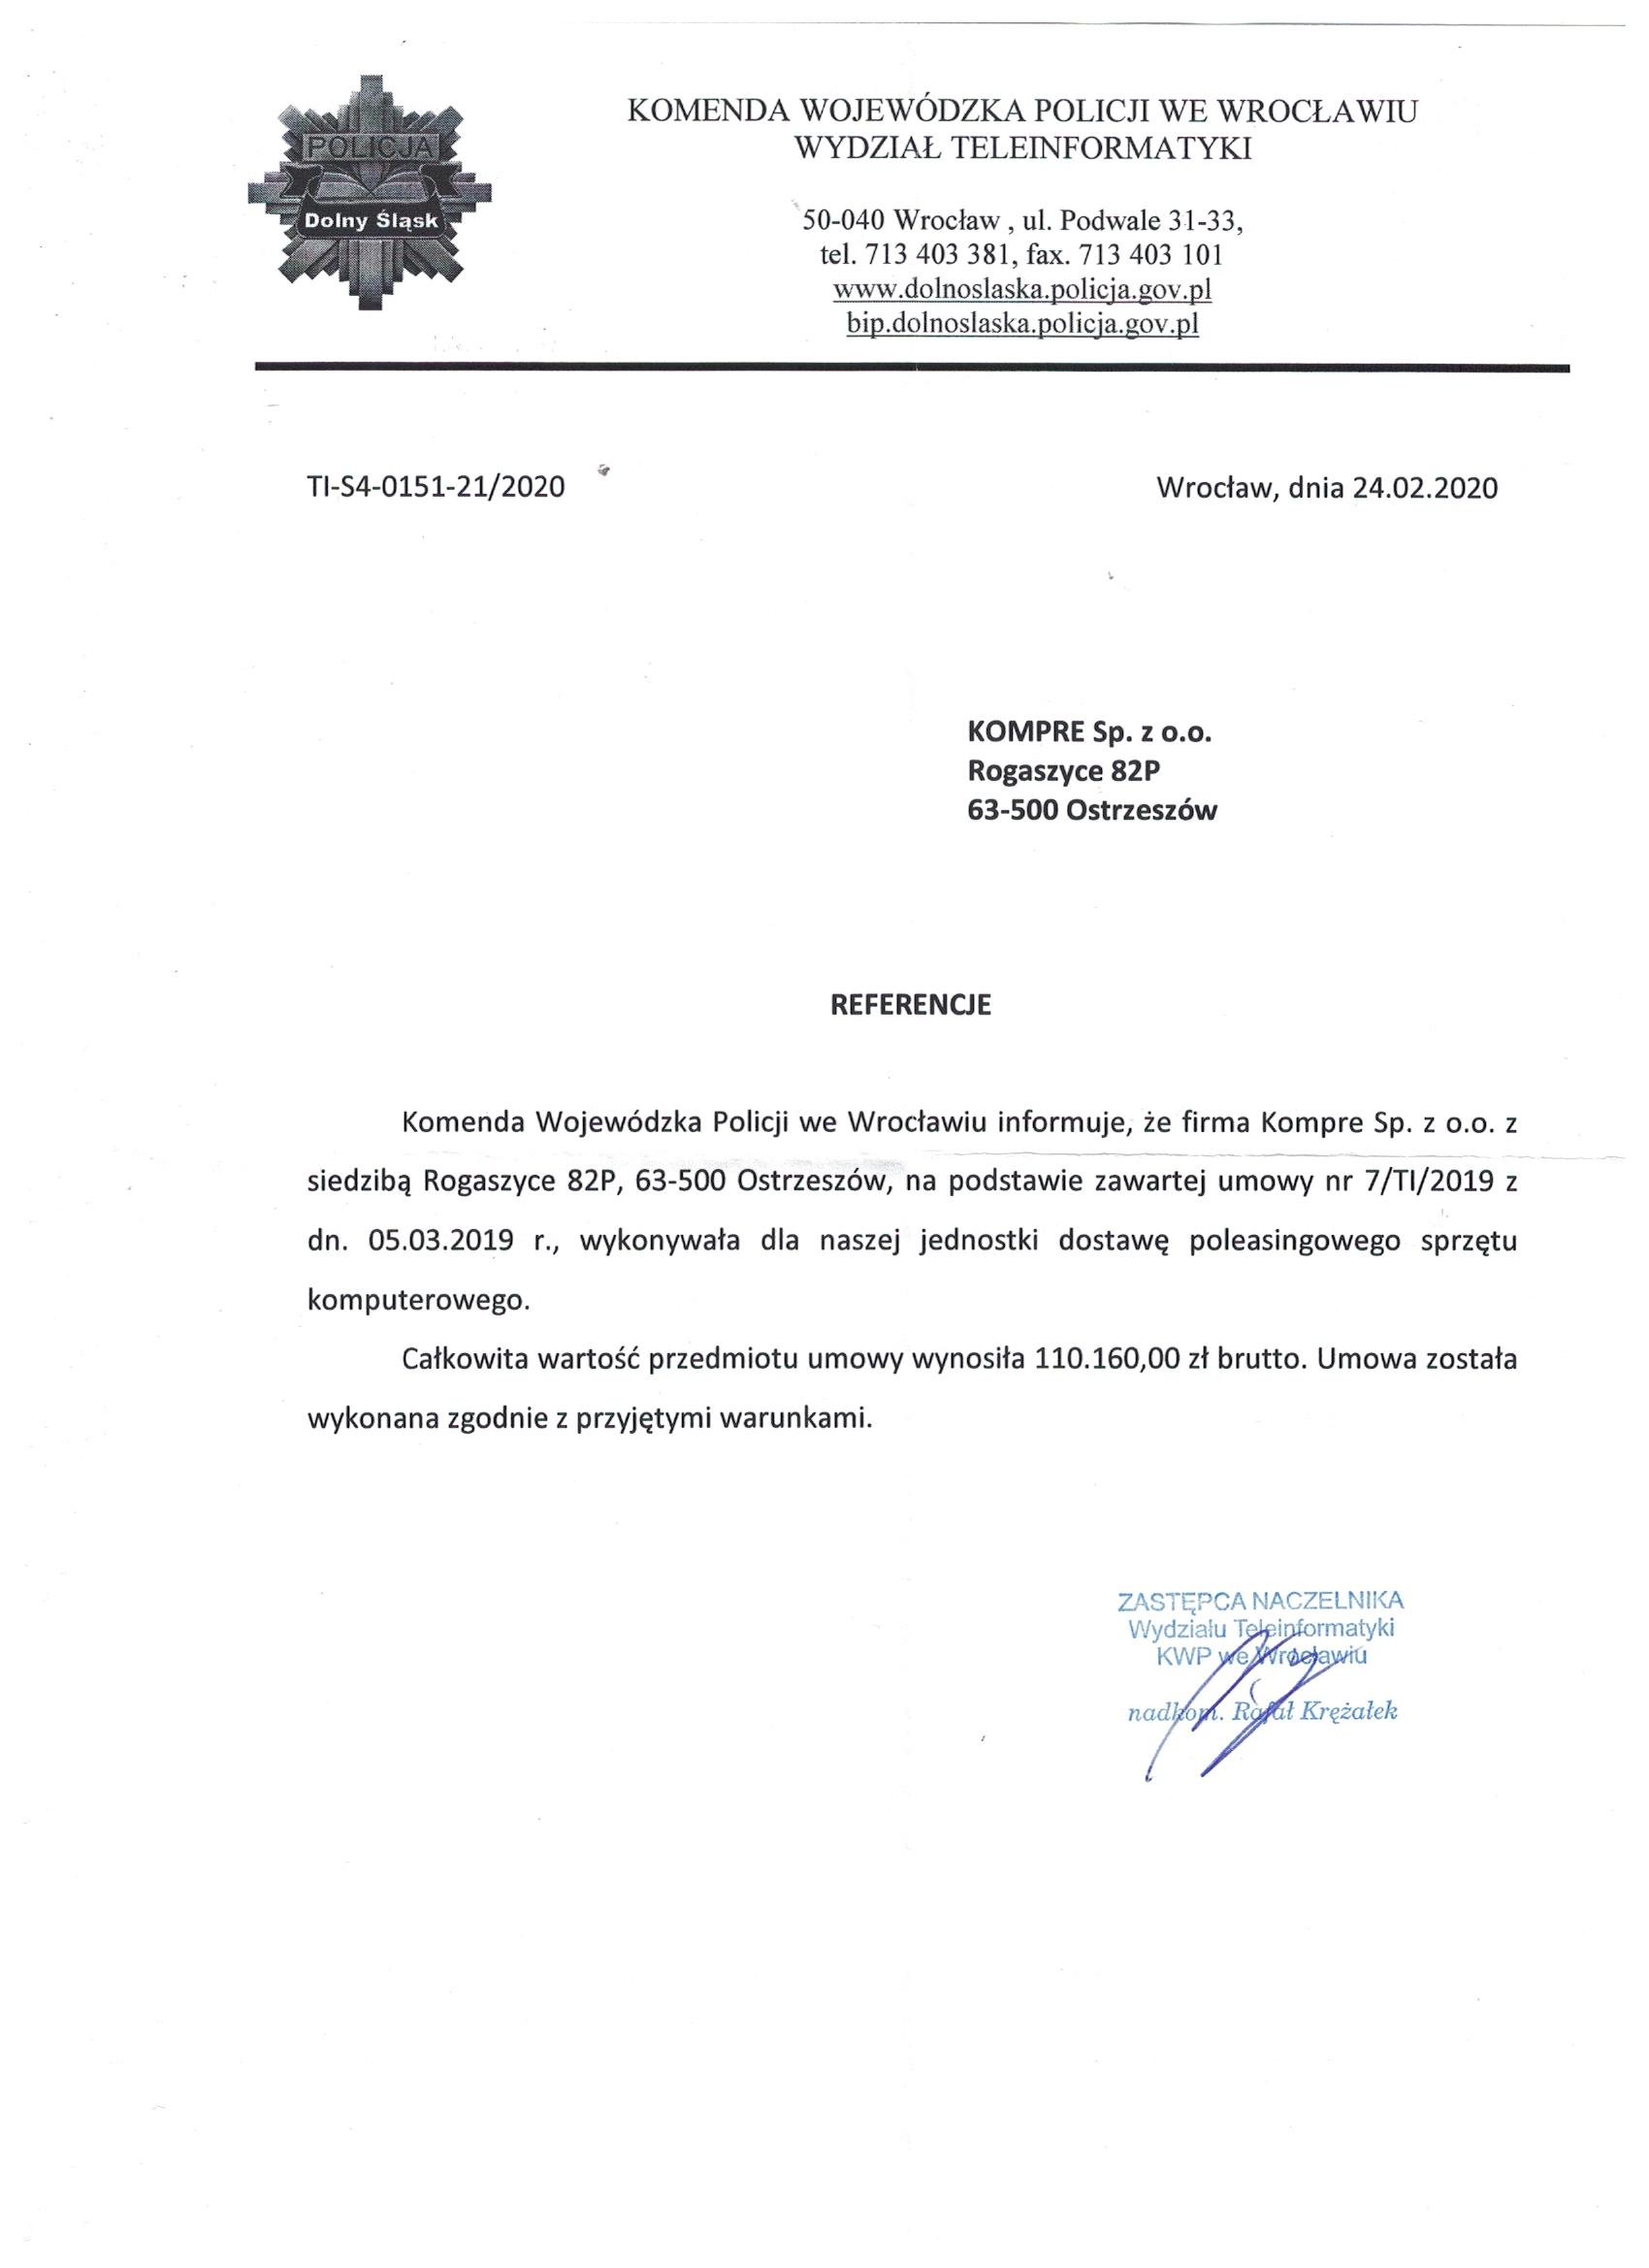 POLICJA
Dolny Śląsk
KOMENDA WOJEWÓDZKA POLICJI WE WROCŁAWIU
WYDZIAŁ TELEINFORMATYKI
50-040 Wrocław , ul. Podwale 31-33,
tel. 713 403 381, fax. 713 403 101
www.dolnoslaska.policja.gov.pl
bip.dolnoslaska.policja.gov.pl
TI-S4-0151-21/2020
Wrocław, dnia 24.02.2020
KOMPRE Sp. z o.o.
Rogaszyce 82P
63-500 Ostrzeszów
REFERENCJE
Komenda Wojewódzka Policji we Wrocławiu informuje, że firma Kompre Sp. z o.o. z
siedzibą Rogaszyce 82P, 63-500 Ostrzeszów, na podstawie zawartej umowy nr 7/TI/2019 z
dn. 05.03.2019 r., wykonywała dla naszej jednostki dostawę poleasingowego sprzętu
komputerowego.
Całkowita wartość przedmiotu umowy wynosiła 110.160,00 zł brutto. Umowa została
wykonana zgodnie z przyjętymi warunkami.
ZASTĘPCA NACZELNIKA
Wydziału Teleinformatyki
KWP we Wrocławiu
nadkom. Rafał Krężałek